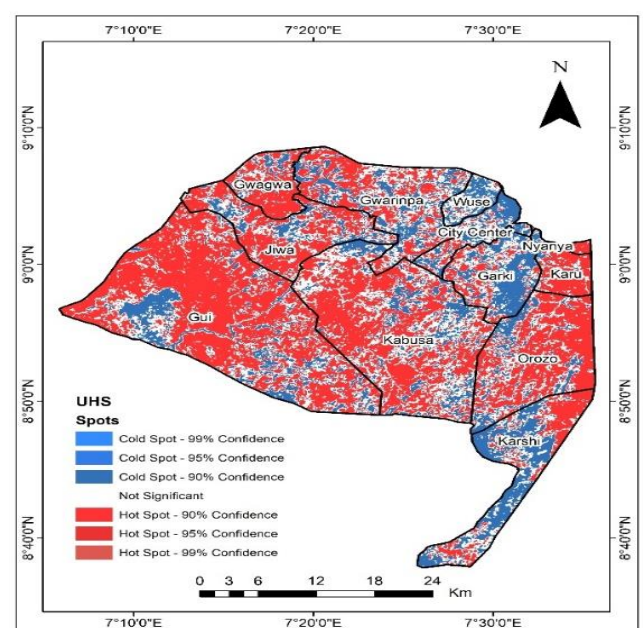 7°10'0"E 7°20'0"E 7°30'0"E
N
9°10'0"N 9°10'0"N
Gwagwa
Gwarinpa
Wuse
City Center
Nyanya
Jiwa
9°0'0"N 9°0'0"N
Garki
Karu
Gui
Kabusa
Orozo
8°50'0"N 8°50'0"N
UHS
Spots
Karshi
Cold Spot - 99% Confidence
Cold Spot - 95% Confidence
Cold Spot - 90% Confidence
Not Significant
Hot Spot - 90% Confidence
Hot Spot - 95% Confidence
Hot Spot - 99% Confidence
8°40'0"N 8°40'0"N
0 3 6 12 18 24
Km
7°10'0"E 7°20'0"E 7°30'0"E